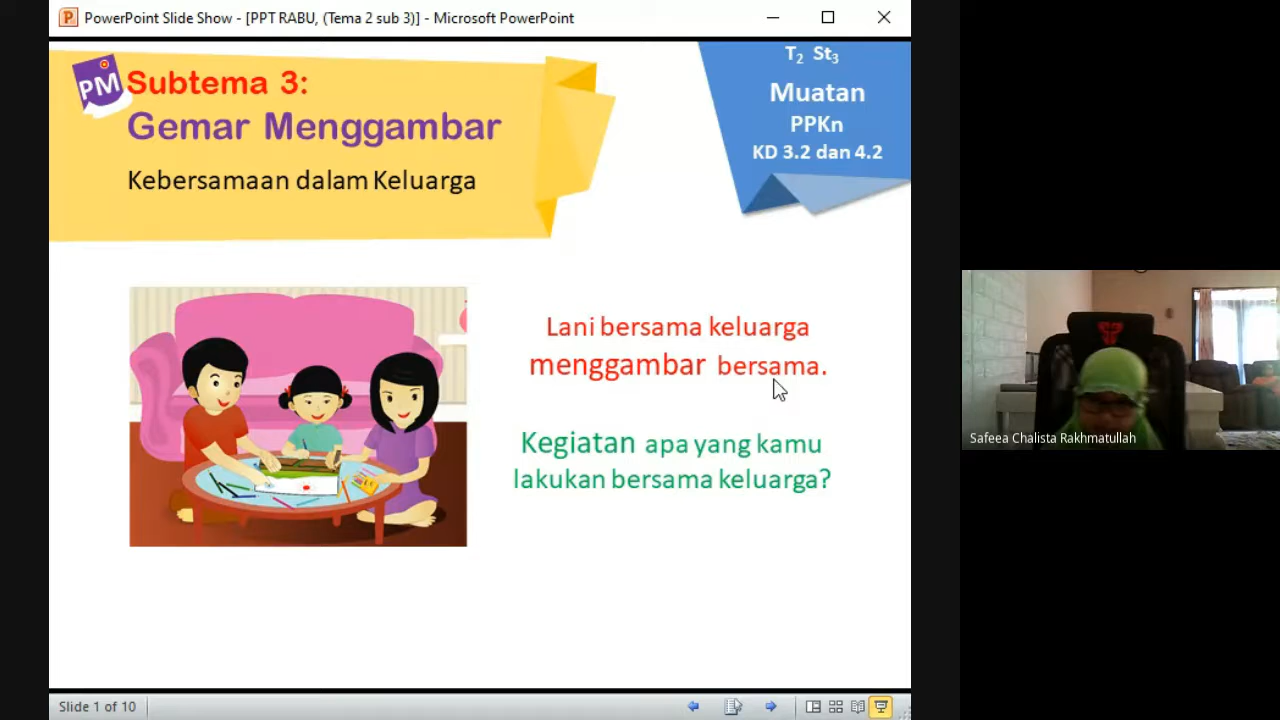 PowerPoint Slide Show - [PPT RABU, (Tema 2 sub 3)] - Microsoft PowerPoint
PM
Subtema 3:
Gemar Menggambar
Kebersamaan dalam Keluarga
T2 St3
Muatan
PPKn
KD 3.2 dan 4.2
Lani bersama keluarga
menggambar bersama.
Kegiatan apa yang kamu
lakukan bersama keluarga?
Safeea Chalista Rakhmatullah
Slide 1 of 10